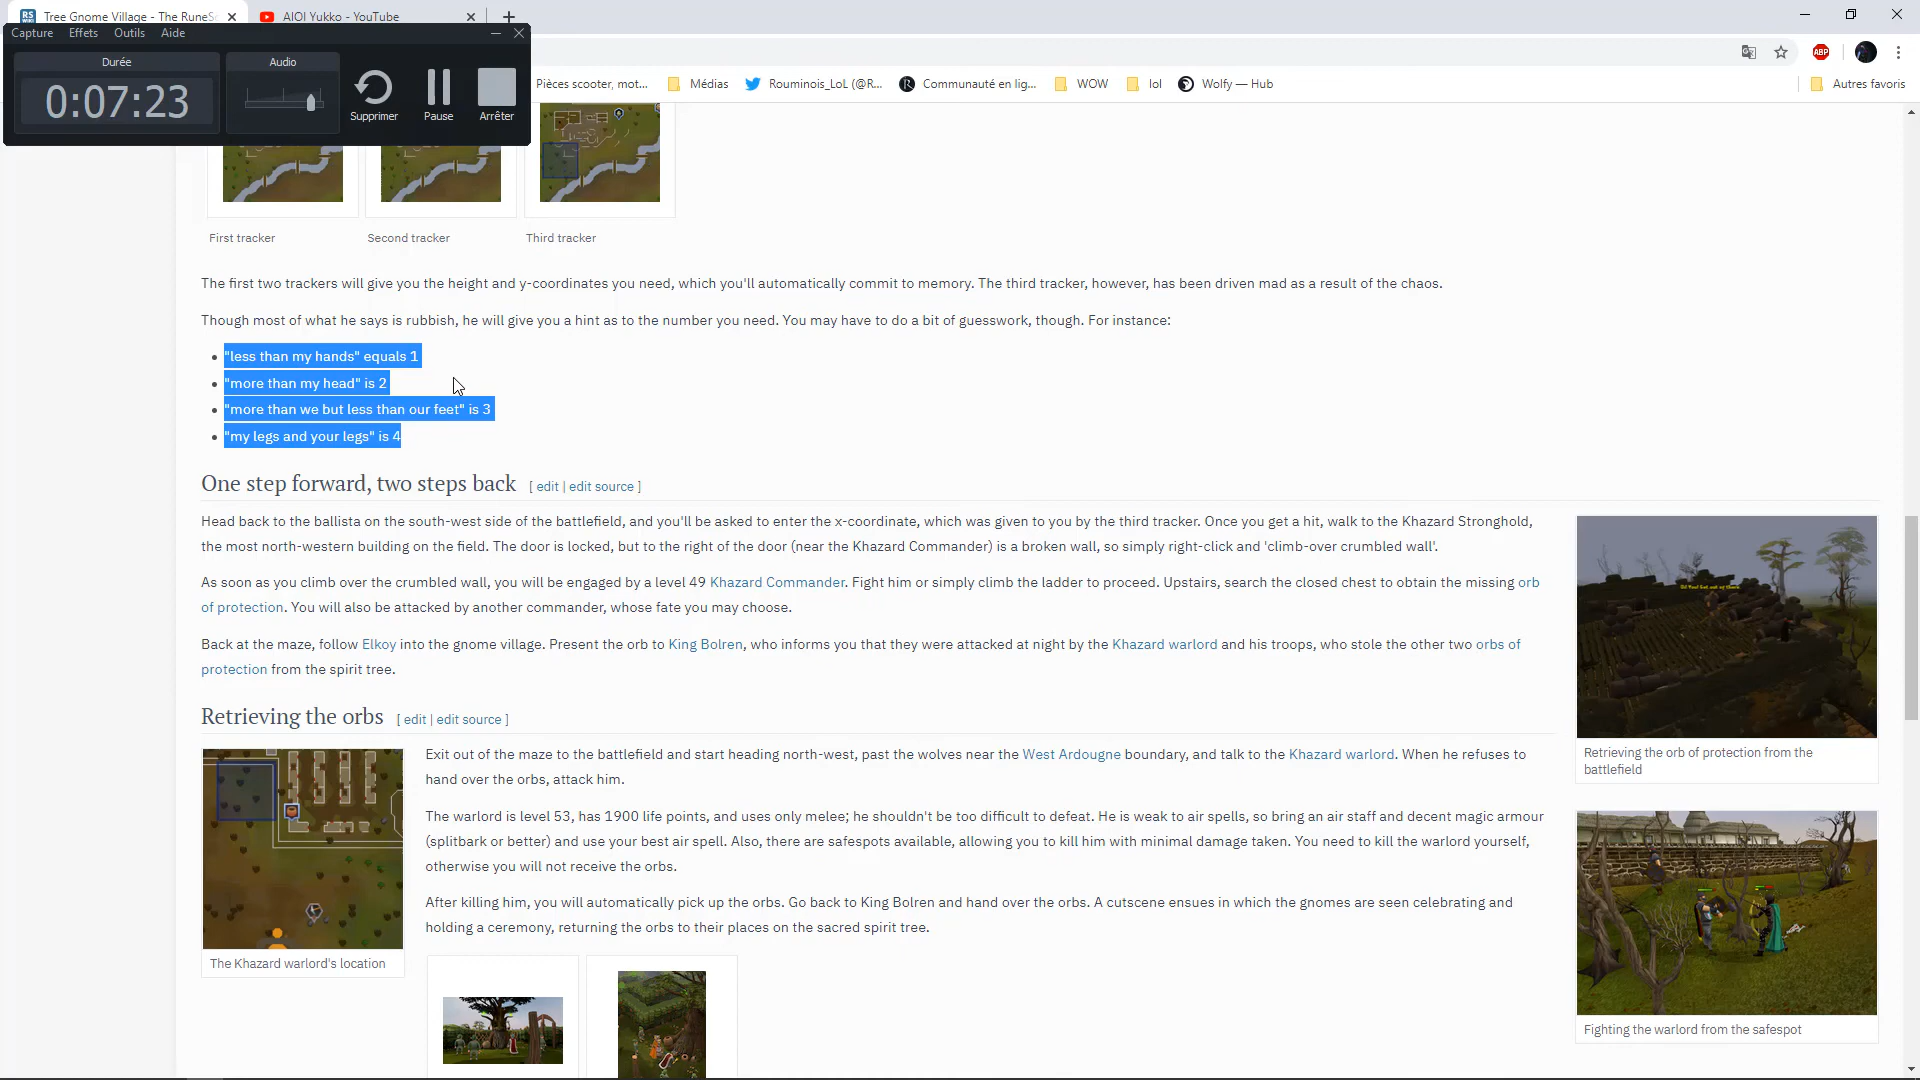 Tree Gnome Village - The RuneSc
AIOI Yukko - YouTube
Capture Effets Outils Aide
Durée
Audio
0:07:23
Supprimer
Pause
Arrêter
Pièces scooter, mot...
Médias
Rouminois_LoL (@R...
Communauté en lig...
WOW
lol
Wolfy — Hub
Autres favoris
ABP
First tracker
Second tracker
Third tracker
The first two trackers will give you the height and y-coordinates you need, which you'll automatically commit to memory. The third tracker, however, has been driven mad as a result of the chaos.
Though most of what he says is rubbish, he will give you a hint as to the number you need. You may have to do a bit of guesswork, though. For instance:
"less than my hands" equals 1
"more than my head" is 2
"more than we but less than our feet" is 3
"my legs and your legs" is 4
One step forward, two steps back [ edit | edit source ]
Head back to the ballista on the south-west side of the battlefield, and you'll be asked to enter the x-coordinate, which was given to you by the third tracker. Once you get a hit, walk to the Khazard Stronghold,
the most north-western building on the field. The door is locked, but to the right of the door (near the Khazard Commander) is a broken wall, so simply right-click and 'climb-over crumbled wall'.
As soon as you climb over the crumbled wall, you will be engaged by a level 49 Khazard Commander. Fight him or simply climb the ladder to proceed. Upstairs, search the closed chest to obtain the missing orb
of protection. You will also be attacked by another commander, whose fate you may choose.
Back at the maze, follow Elkoy into the gnome village. Present the orb to King Bolren, who informs you that they were attacked at night by the Khazard warlord and his troops, who stole the other two orbs of
protection from the spirit tree.
Retrieving the orb of protection from the
battlefield
Retrieving the orbs [ edit | edit source ]
Exit out of the maze to the battlefield and start heading north-west, past the wolves near the West Ardougne boundary, and talk to the Khazard warlord. When he refuses to
hand over the orbs, attack him.
The warlord is level 53, has 1900 life points, and uses only melee; he shouldn't be too difficult to defeat. He is weak to air spells, so bring an air staff and decent magic armour
(splitbark or better) and use your best air spell. Also, there are safespots available, allowing you to kill him with minimal damage taken. You need to kill the warlord yourself,
otherwise you will not receive the orbs.
After killing him, you will automatically pick up the orbs. Go back to King Bolren and hand over the orbs. A cutscene ensues in which the gnomes are seen celebrating and
holding a ceremony, returning the orbs to their places on the sacred spirit tree.
The Khazard warlord's location
Fighting the warlord from the safespot